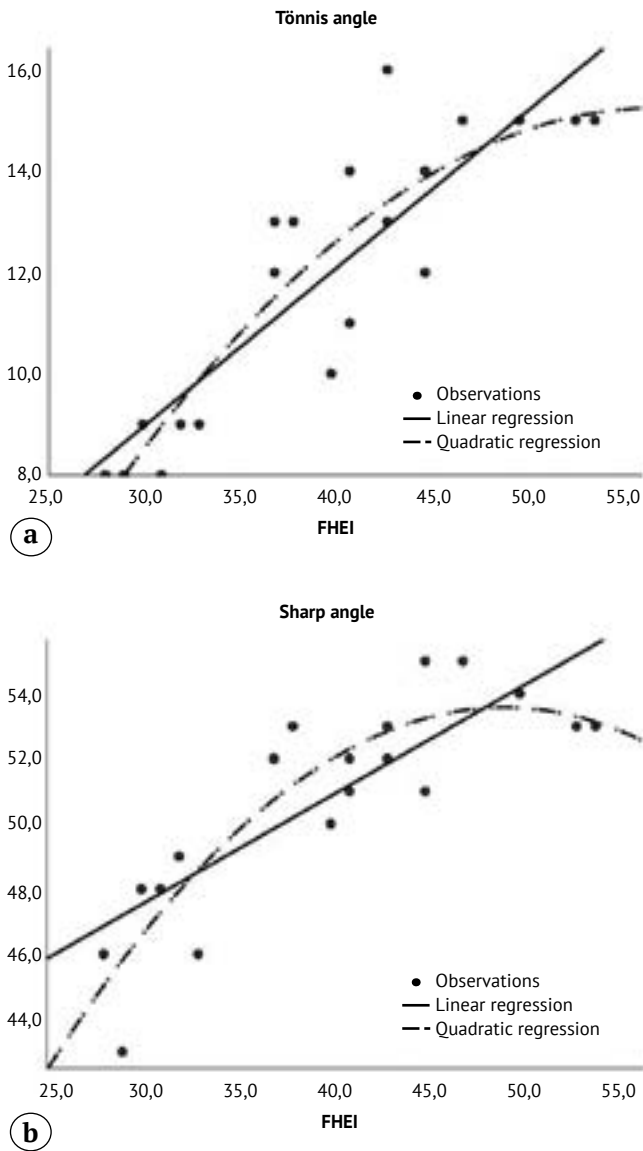 Tönnis angle
16,0
14,0
12,0
10,0
8,0
Observations
Linear regression
Quadratic regression
25,0 30,0 35,0 40,0 45,0 50,0 55,0
FHEI
a
Sharp angle
54,0
52,0
50,0
48,0
46,0
44,0
Observations
Linear regression
Quadratic regression
25,0 30,0 35,0 40,0 45,0 50,0 55,0
FHEI
b